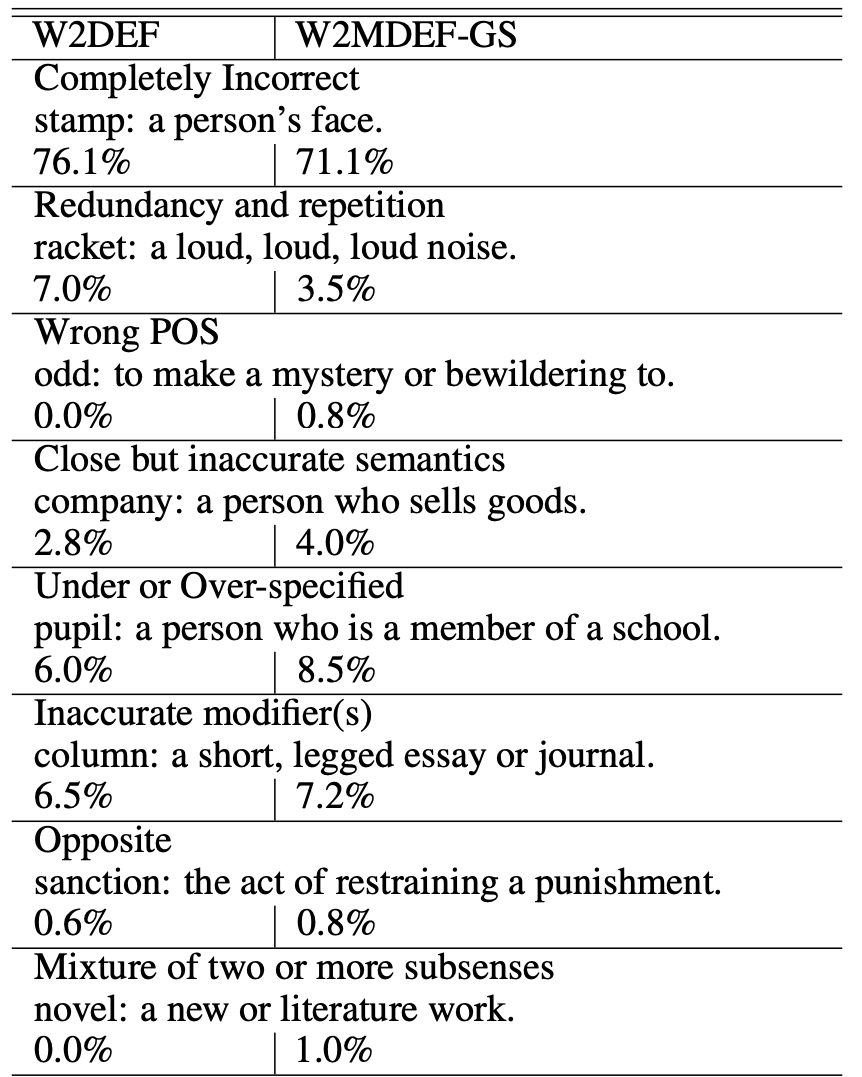 W2DEF W2MDEF-GS
Completely Incorrect
stamp: a person's face.
76.1% 71.1%
Redundancy and repetition
racket: a loud, loud, loud noise.
7.0% 3.5%
Wrong POS
odd: to make a mystery or bewildering to.
0.0% 0.8%
Close but inaccurate semantics
company: a person who sells goods.
2.8% 4.0%
Under or Over-specified
pupil: a person who is a member of a school.
6.0% 8.5%
Inaccurate modifier(s)
column: a short, legged essay or journal.
6.5% 7.2%
Opposite
sanction: the act of restraining a punishment.
0.6% 0.8%
Mixture of two or more subsenses
novel: a new or literature work.
0.0% 1.0%